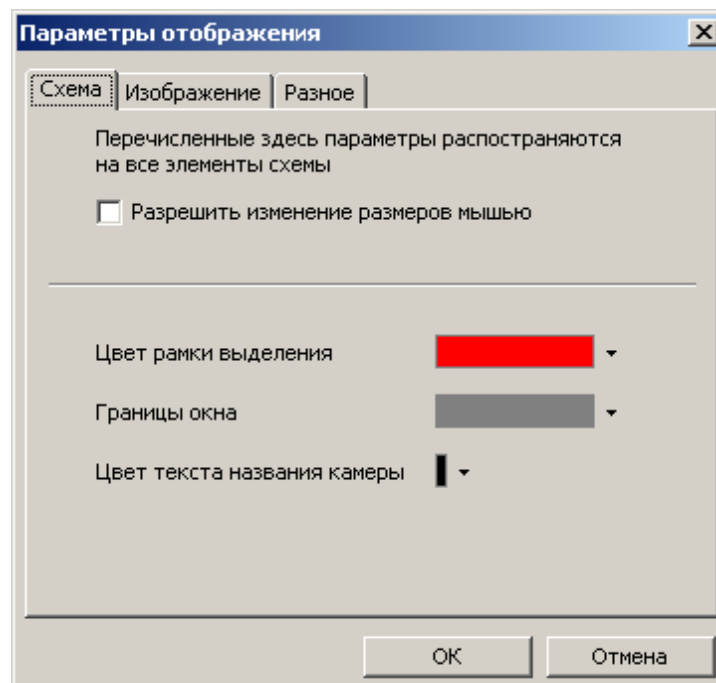 Параметры отображения
Схема
Изображение
Разное
Перечисленные здесь параметры распостраняются
на все элементы схемы
Разрешить изменение размеров мышью
Цвет рамки выделения
Границы окна
Цвет текста названия камеры
ОК
Отмена